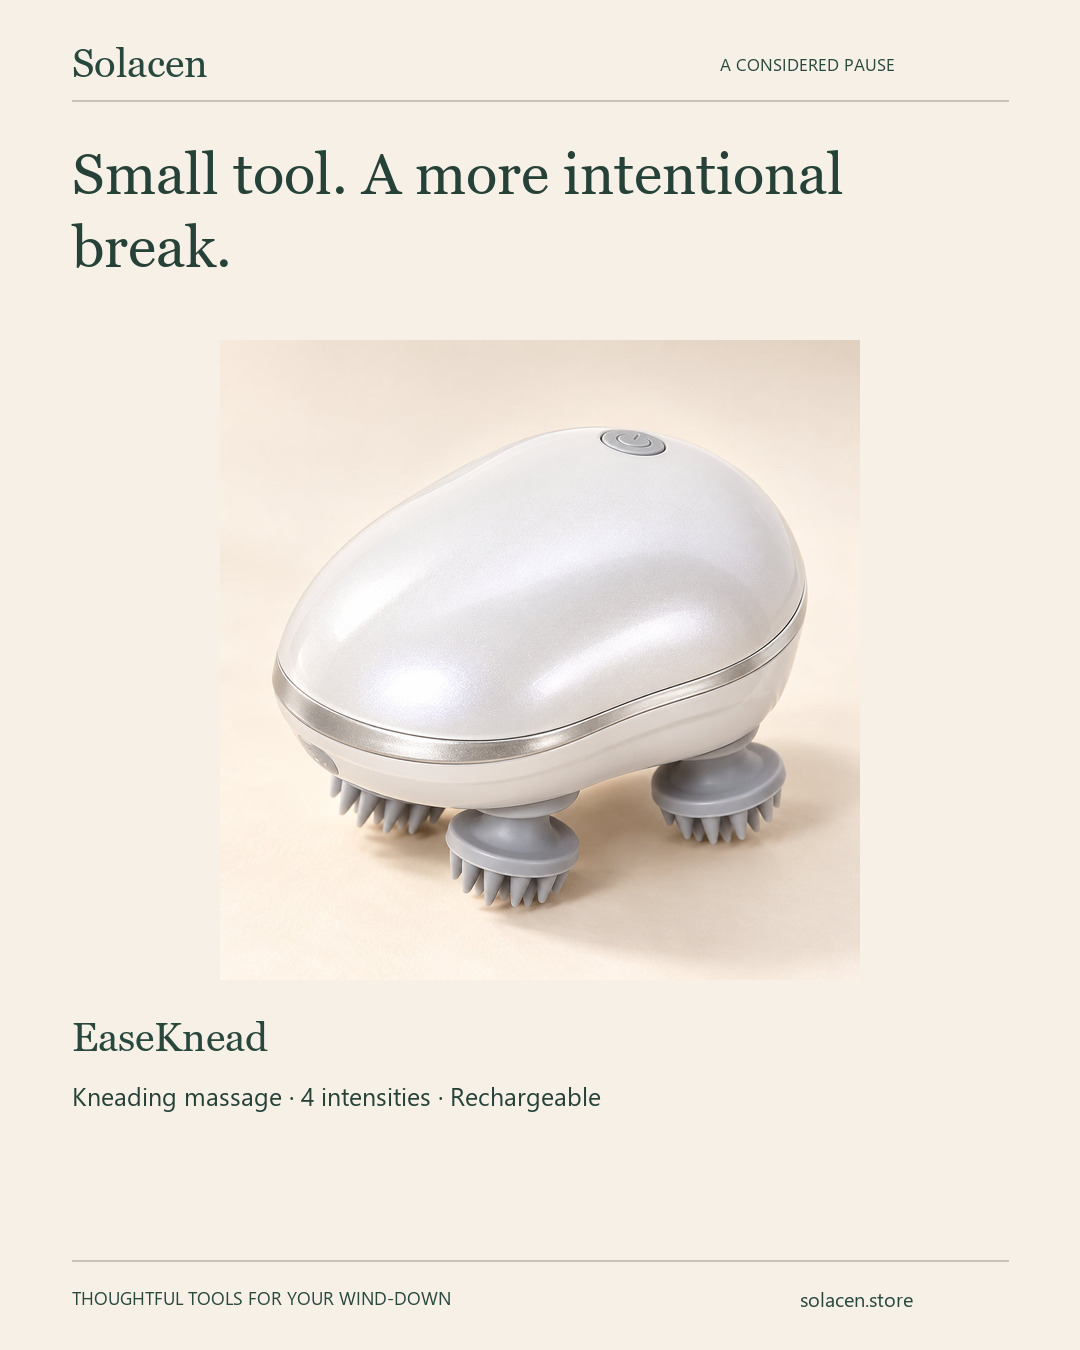 Solacen
A CONSIDERED PAUSE
Small tool. A more intentional
break.
EaseKnead
Kneading massage · 4 intensities · Rechargeable
THOUGHTFUL TOOLS FOR YOUR WIND-DOWN
solacen.store